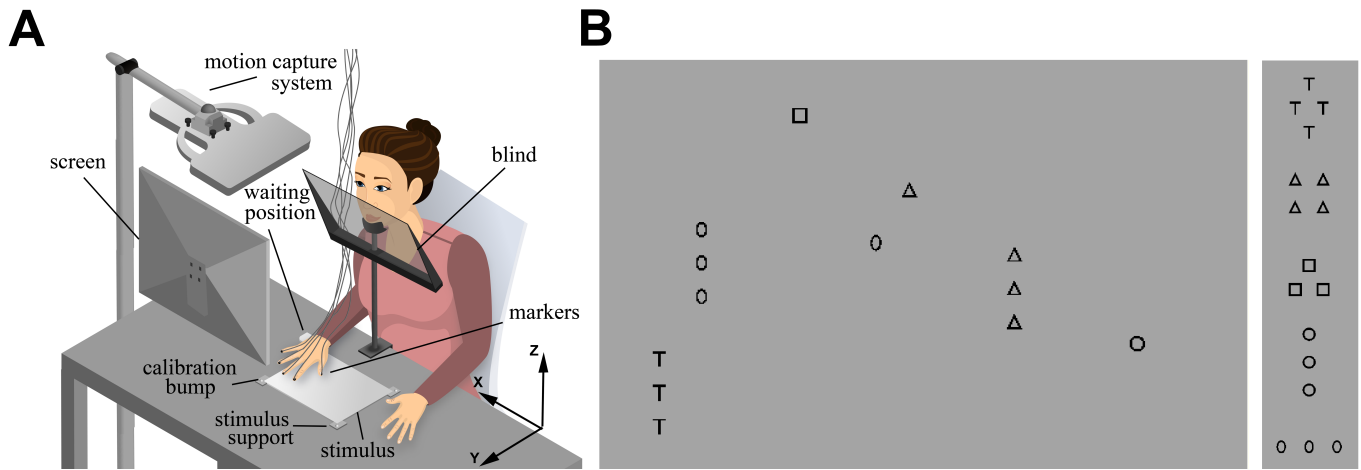 A
B
motion capture
system
screen
blind
waiting
position
markers
calibration
bump
stimulus
support
stimulus
Z
X
Y
T
T
T
T
T T
T